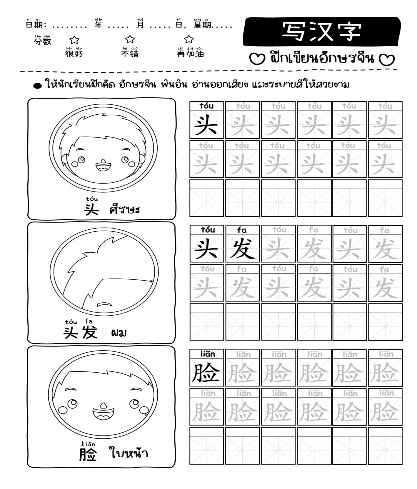 日期: ........ 年 ..... 月 ..... 日, 星期.....
分数 ☆ ☆ ☆
很好 不错 再加油
写汉字
ฝึกเขียนอักษรจีน
ให้นักเรียนฝึกคัด อักษรจีน พินอิน อ่านออกเสียง และระบายสีให้สวยงาม
tóu
头 ศีรษะ
tóu tóu tóu tóu tóu tóu
头 头 头 头 头 头
tóu tóu tóu tóu tóu tóu
头 头 头 头 头 头
tóu fa
头 发 ผม
tóu fa tóu fa tóu fa
头 发 头 发 头 发
tóu fa tóu fa tóu fa
头 发 头 发 头 发
liǎn
脸 ใบหน้า
liǎn liǎn liǎn liǎn liǎn liǎn
脸 脸 脸 脸 脸 脸
liǎn liǎn liǎn liǎn liǎn liǎn
脸 脸 脸 脸 脸 脸